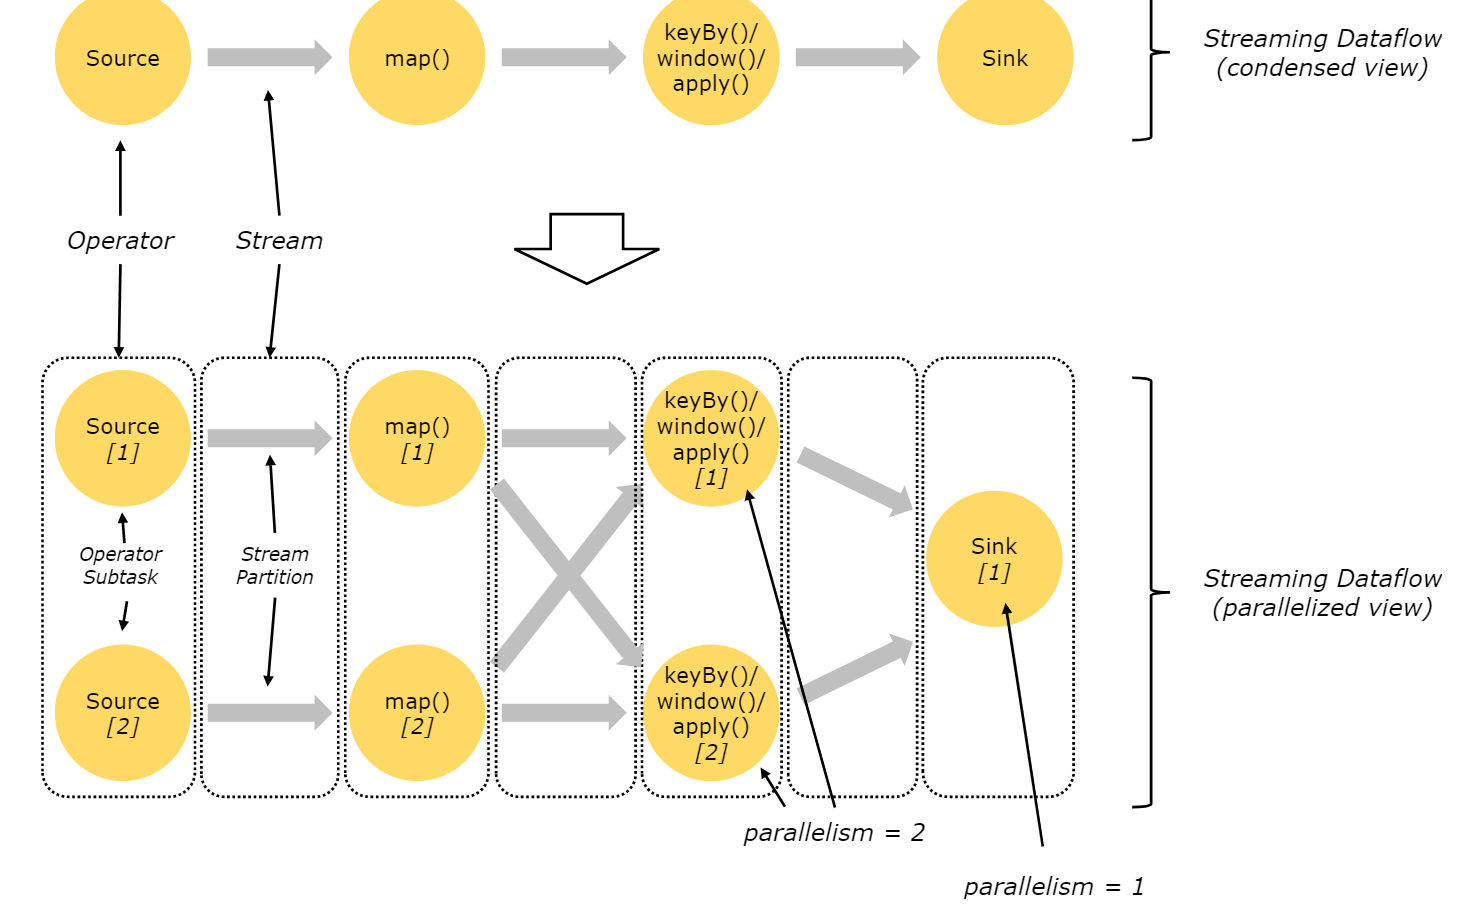 Source
map()
keyBy()/
window()/
apply()
Sink
Streaming Dataflow
(condensed view)
Operator
Stream
Source
[1]
map()
[1]
keyBy()/
window()/
apply()
[1]
Operator
Subtask
Stream
Partition
Sink
[1]
Streaming Dataflow
(parallelized view)
Source
[2]
map()
[2]
keyBy()/
window()/
apply()
[2]
parallelism = 2
parallelism = 1